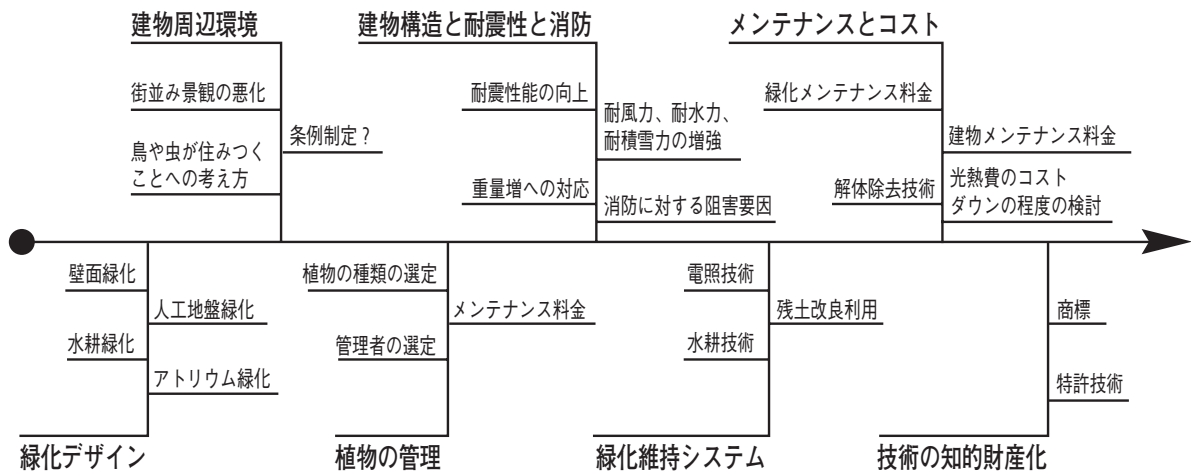 建物周辺環境
街並み景観の悪化
鳥や虫が住みつく
ことへの考え方
条例制定？
建物構造と耐震性と消防
耐震性能の向上
耐風力、耐水力、
耐積雪力の増強
重量増への対応
消防に対する阻害要因
メンテナンスとコスト
緑化メンテナンス料金
建物メンテナンス料金
解体除去技術
光熱費のコスト
ダウンの程度の検討
壁面緑化
人工地盤緑化
水耕緑化
アトリウム緑化
緑化デザイン
植物の種類の選定
メンテナンス料金
管理者の選定
植物の管理
電照技術
残土改良利用
水耕技術
緑化維持システム
商標
特許技術
技術の知的財産化